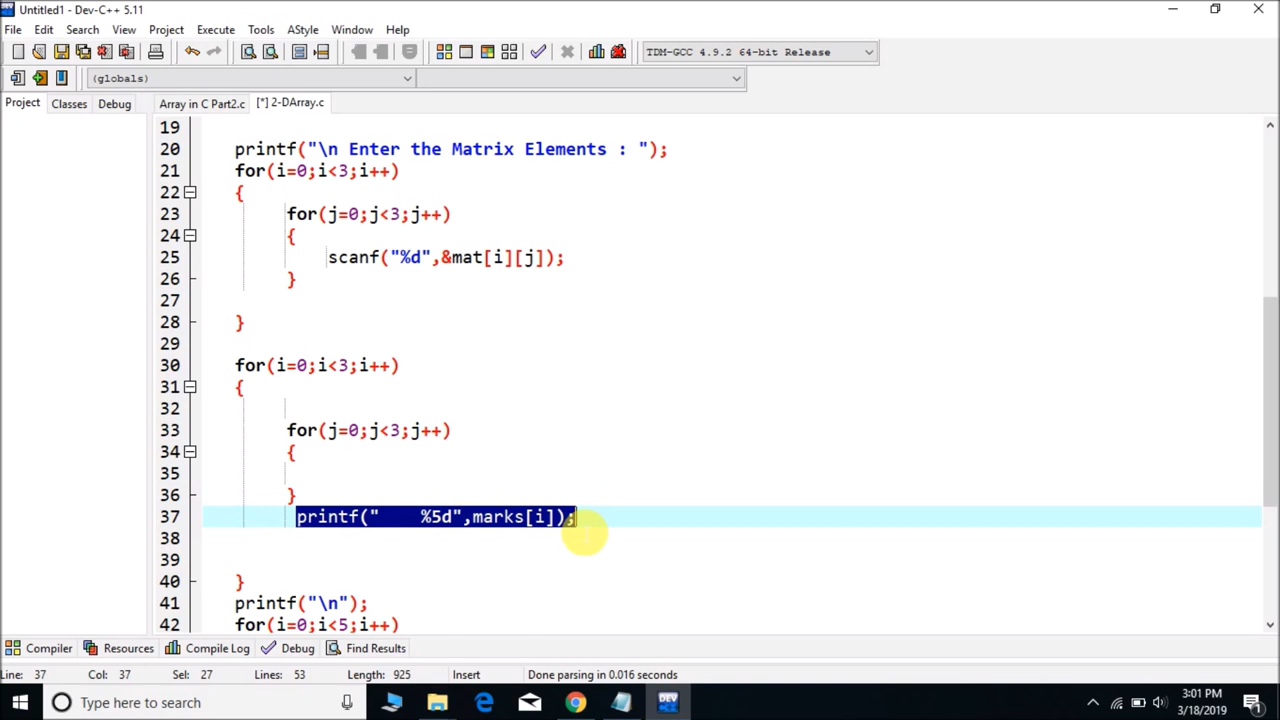 Untitled1 - Dev-C++ 5.11
File Edit Search View Project Execute Tools AStyle Window Help
TDM-GCC 4.9.2 64-bit Release
(globals)
Project Classes Debug Array in C Part2.c [*] 2-DArray.c
19
20 printf("\n Enter the Matrix Elements : ");
21 for(i=0;i<3;i++)
22 {
23 for(j=0;j<3;j++)
24 {
25 scanf("%d",&mat[i][j]);
26 }
27
28 }
29
30 for(i=0;i<3;i++)
31 {
32
33 for(j=0;j<3;j++)
34 {
35
36 }
37 printf("    %5d",marks[i]);
38
39
40 }
41 printf("\n");
42 for(i=0;i<5;i++)
Compiler Resources Compile Log Debug Find Results
Line: 37 Col: 37 Sel: 27 Lines: 53 Length: 925 Insert Done parsing in 0.016 seconds
Type here to search
DEV
3:01 PM
3/18/2019
1